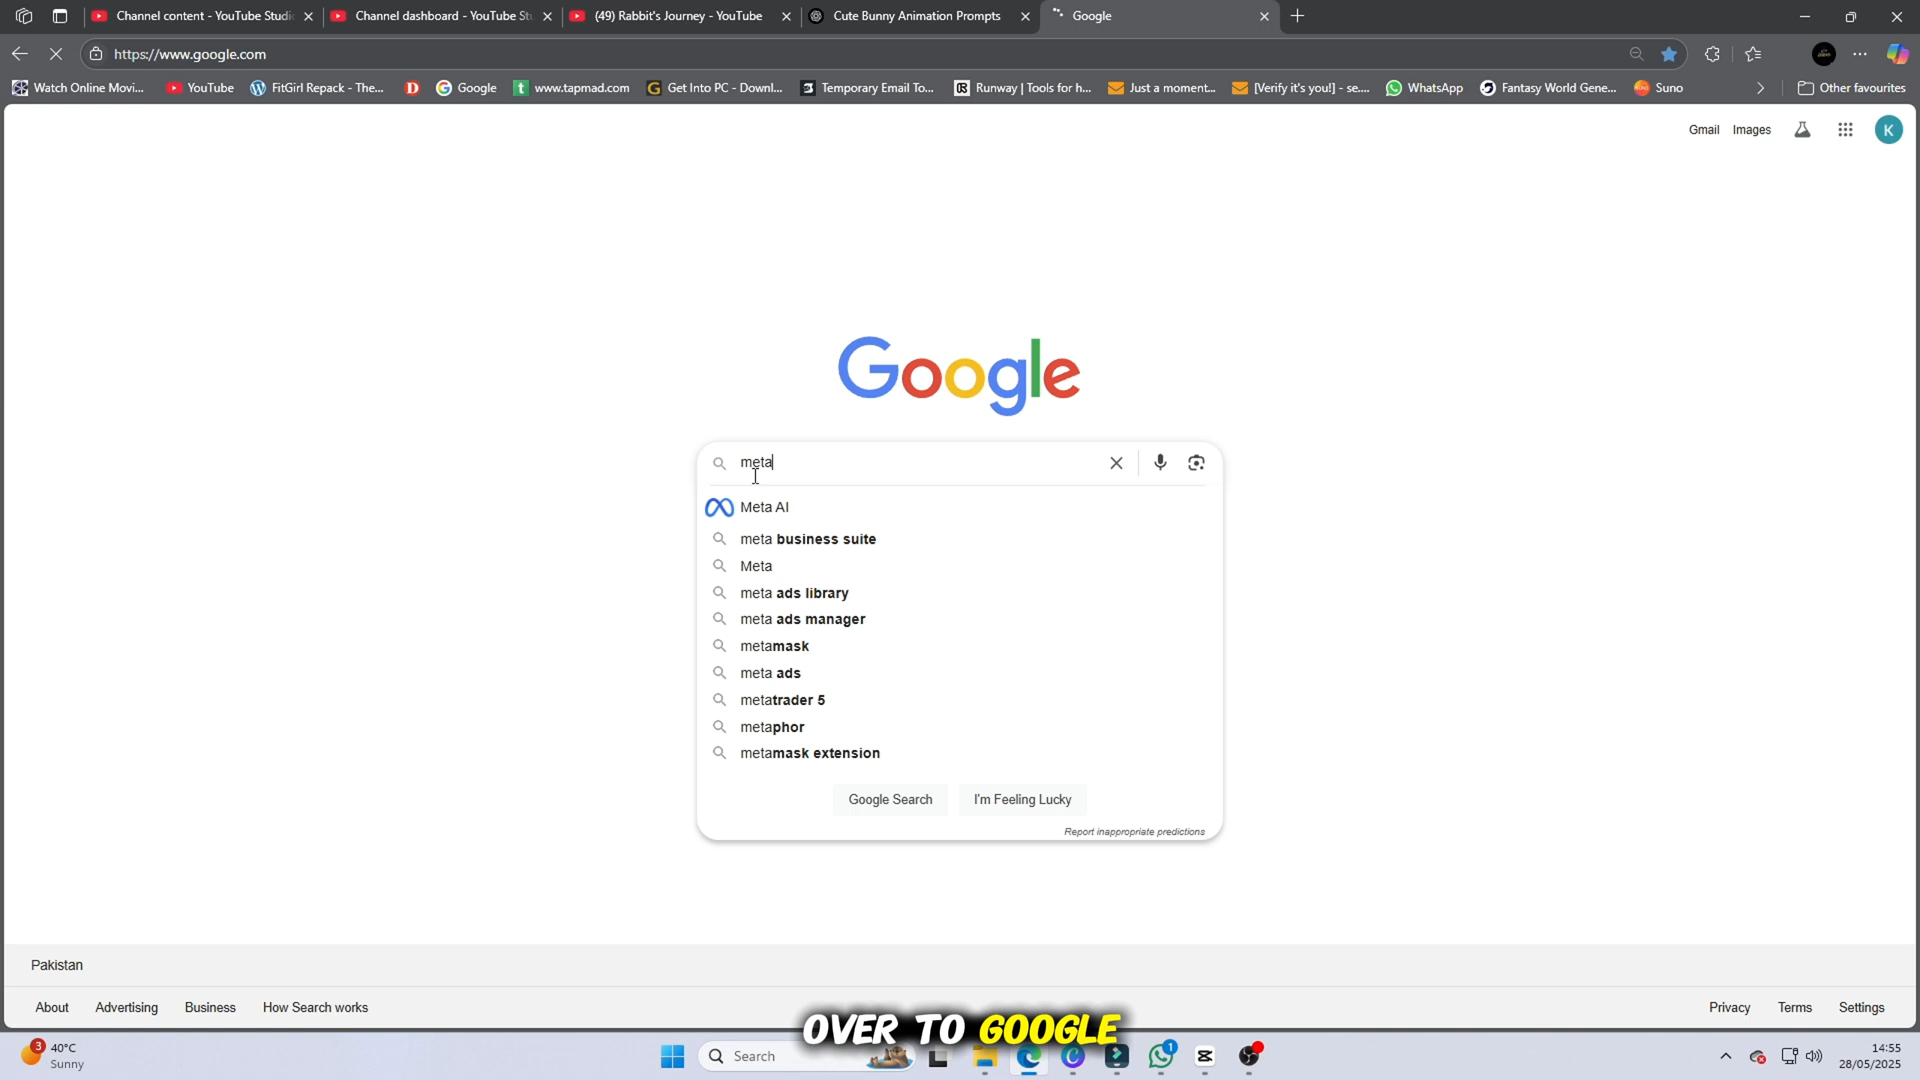 Channel content - YouTube Studi
Channel dashboard - YouTube St
(49) Rabbit's Journey - YouTube
Cute Bunny Animation Prompts
Google
https://www.google.com
Watch Online Movi...
YouTube
FitGirl Repack - The...
D
Google
t
www.tapmad.com
G
Get Into PC - Downl...
Temporary Email To...
R
Runway | Tools for h...
Just a moment...
[Verify it's you!] - se....
WhatsApp
Fantasy World Gene...
SUNO
Suno
Other favourites
Gmail
Images
K
Google
meta
Meta AI
meta business suite
Meta
meta ads library
meta ads manager
metamask
meta ads
metatrader 5
metaphor
metamask extension
Google Search
I'm Feeling Lucky
Report inappropriate predictions
Pakistan
About
Advertising
Business
How Search works
Privacy
Terms
Settings
OVER TO GOOGLE
3
40°C
Sunny
Search
1
14:55
28/05/2025